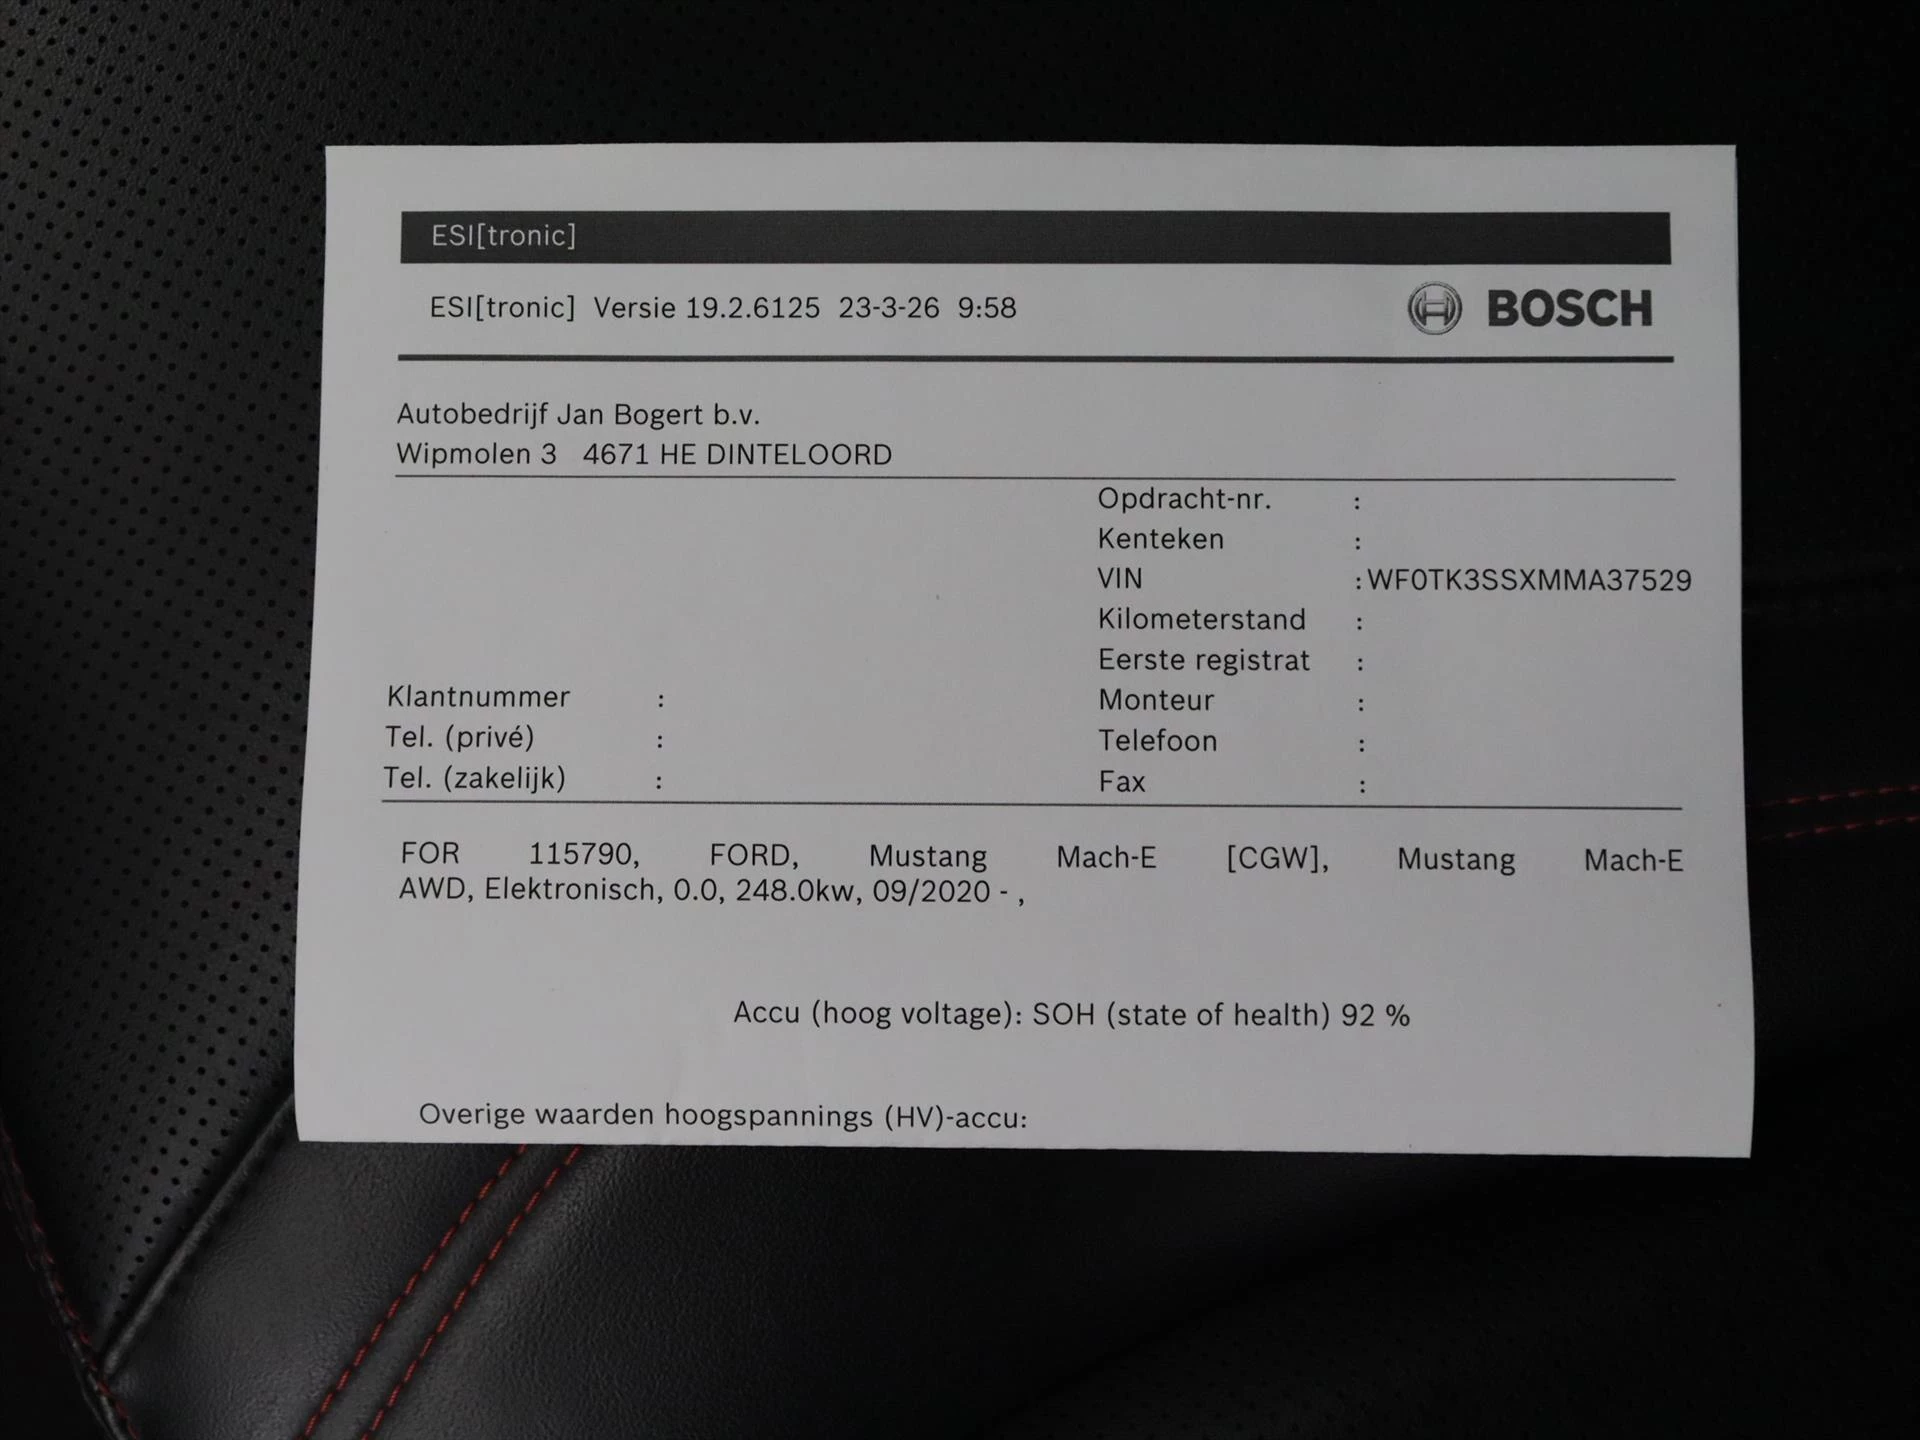 ESI[tronic]
ESI[tronic] Versie 19.2.6125 23-3-26 9:58
BOSCH
Autobedrijf Jan Bogert b.v.
Wipmolen 3 4671 HE DINTELOORD
Opdracht-nr. :
Kenteken :
VIN :WF0TK3SSXMMA37529
Kilometerstand :
Eerste registrat :
Klantnummer :
Monteur :
Tel. (privé) :
Telefoon :
Tel. (zakelijk) :
Fax :
FOR 115790, FORD, Mustang Mach-E [CGW], Mustang Mach-E
AWD, Elektronisch, 0.0, 248.0kw, 09/2020 - ,
Accu (hoog voltage): SOH (state of health) 92 %
Overige waarden hoogspannings (HV)-accu: